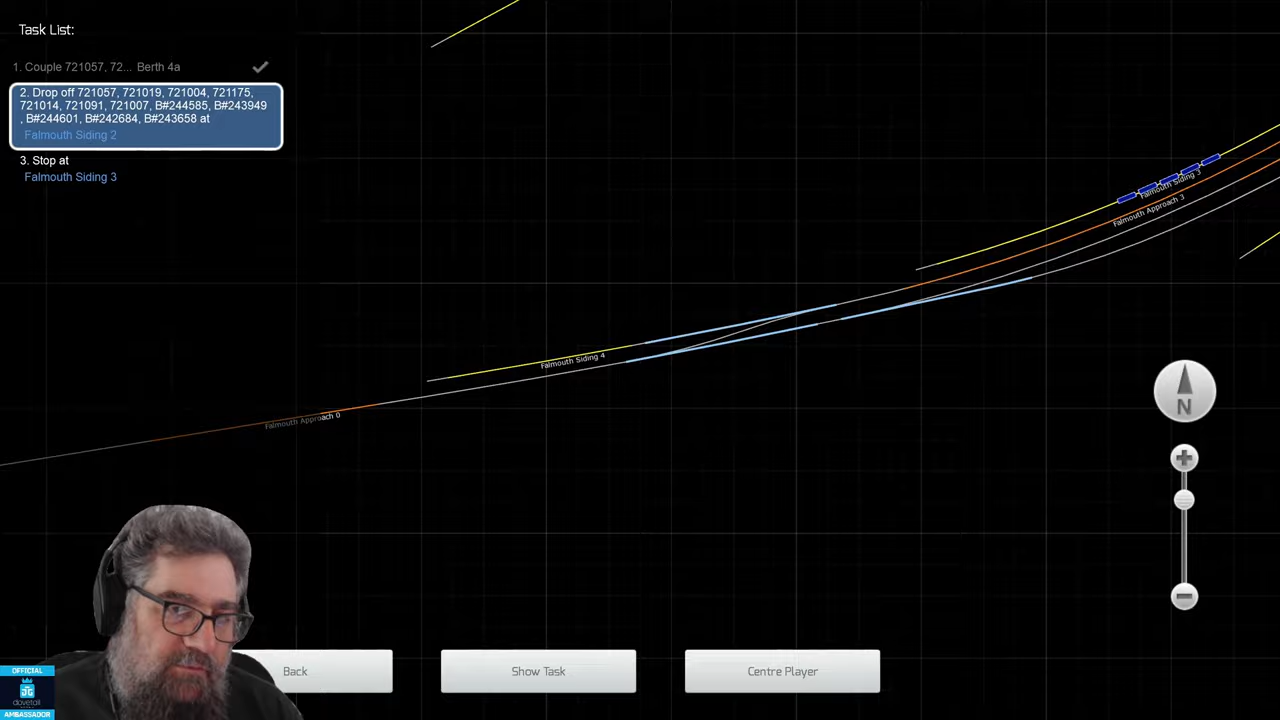 Task List:
1. Couple 721057, 72... Berth 4a
2. Drop off 721057, 721019, 721004, 721175,
721014, 721091, 721007, B#244585, B#243949
, B#244601, B#242684, B#243658 at
Falmouth Siding 2
3. Stop at
Falmouth Siding 3
Falmouth Siding 3
Falmouth Approach 3
Falmouth Siding 4
Falmouth Approach 0
N
Back
Show Task
Centre Player
OFFICIAL
dovetail
AMBASSADOR